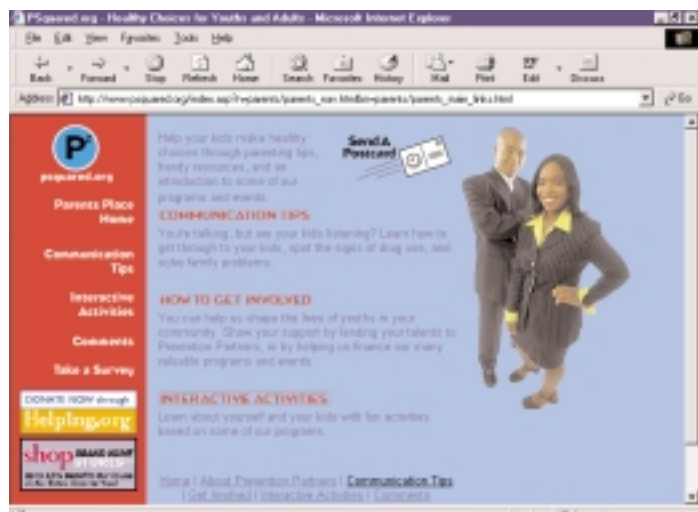 PSquared.org - Healthy Choices for Youths and Adults - Microsoft Internet Explorer
File Edit View Favorites Tools Help
Back Forward Stop Refresh Home Search Favorites History Mail Print Edit Discuss
Address Go
P²
psquared.org
Parents Place
Home
Communication
Tips
Interactive
Activities
Comments
Take a Survey
DONATE NOW through
Helping.org
shop
Help your kids make healthy
choices through parenting tips,
handy resources, and an
introduction to some of our
programs and events.
Send A
Postcard
COMMUNICATION TIPS
You're talking, but are your kids listening? Learn how to
get through to your kids, spot the signs of drug use, and
solve family problems.
HOW TO GET INVOLVED
You can help us shape the lives of youths in your
community. Show your support by lending your talents to
Prevention Partners, or by helping us finance our many
valuable programs and events.
INTERACTIVE ACTIVITIES
Learn about yourself and your kids with fun activities
based on some of our programs.
Home | About Prevention Partners | Communication Tips
| Get Involved | Interactive Activities | Comments